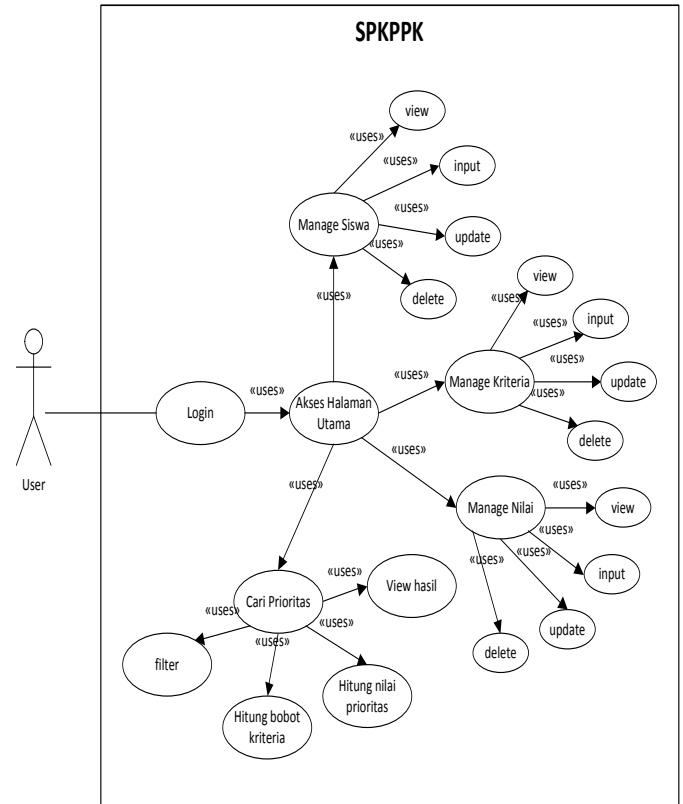 SPKPPK
view
«uses»
«uses»
input
«uses»
Manage Siswa
update
«uses»
delete
«uses»
view
«uses»
input
«uses»
«uses»
«uses»
Manage Kriteria
update
«uses»
delete
«uses»
Login
Akses Halaman
Utama
User
«uses»
«uses»
«uses»
Manage Nilai
view
«uses»
«uses»
input
«uses»
update
delete
«uses»
View hasil
Cari Prioritas
«uses»
«uses»
«uses»
filter
Hitung nilai
prioritas
Hitung bobot
kriteria